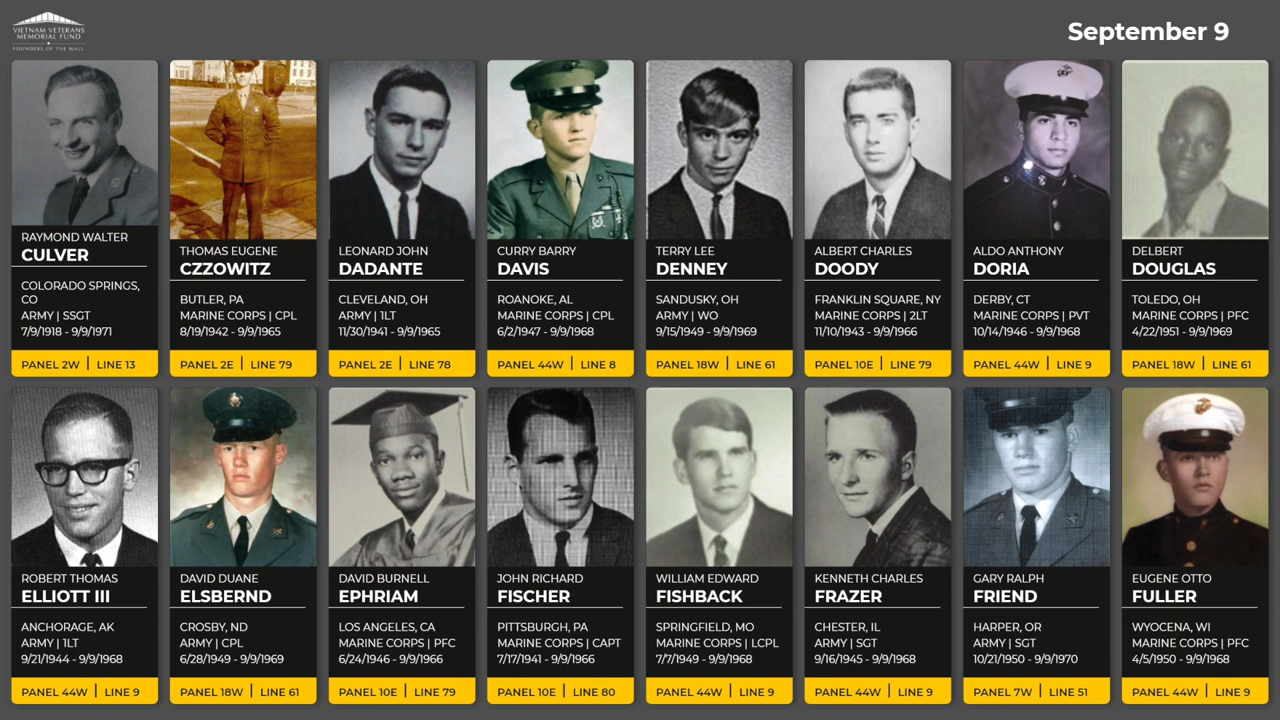 VIETNAM VETERANS
MEMORIAL FUND
FOUNDERS OF THE WALL
September 9
RAYMOND WALTER
CULVER
COLORADO SPRINGS,
CO
ARMY | SSGT
7/9/1918 - 9/9/1971
PANEL 2W | LINE 13
THOMAS EUGENE
CZZOWITZ
BUTLER, PA
MARINE CORPS | CPL
8/19/1942 - 9/9/1965
PANEL 2E | LINE 79
LEONARD JOHN
DADANTE
CLEVELAND, OH
ARMY | 1LT
11/30/1941 - 9/9/1965
PANEL 2E | LINE 78
CURRY BARRY
DAVIS
ROANOKE, AL
MARINE CORPS | CPL
6/2/1947 - 9/9/1968
PANEL 44W | LINE 8
TERRY LEE
DENNEY
SANDUSKY, OH
ARMY | WO
9/15/1949 - 9/9/1969
PANEL 18W | LINE 61
ALBERT CHARLES
DOODY
FRANKLIN SQUARE, NY
MARINE CORPS | 2LT
11/10/1943 - 9/9/1966
PANEL 10E | LINE 79
ALDO ANTHONY
DORIA
DERBY, CT
MARINE CORPS | PVT
10/14/1946 - 9/9/1968
PANEL 44W | LINE 9
DELBERT
DOUGLAS
TOLEDO, OH
MARINE CORPS | PFC
4/22/1951 - 9/9/1969
PANEL 18W | LINE 61
ROBERT THOMAS
ELLIOTT III
ANCHORAGE, AK
ARMY | 1LT
9/21/1944 - 9/9/1968
PANEL 44W | LINE 9
DAVID DUANE
ELSBERND
CROSBY, ND
ARMY | CPL
6/28/1949 - 9/9/1969
PANEL 18W | LINE 61
DAVID BURNELL
EPHRIAM
LOS ANGELES, CA
MARINE CORPS | PFC
6/24/1946 - 9/9/1966
PANEL 10E | LINE 79
JOHN RICHARD
FISCHER
PITTSBURGH, PA
MARINE CORPS | CAPT
7/17/1941 - 9/9/1966
PANEL 10E | LINE 80
WILLIAM EDWARD
FISHBACK
SPRINGFIELD, MO
MARINE CORPS | LCPL
7/7/1949 - 9/9/1968
PANEL 44W | LINE 9
KENNETH CHARLES
FRAZER
CHESTER, IL
ARMY | SGT
9/16/1945 - 9/9/1968
PANEL 44W | LINE 9
GARY RALPH
FRIEND
HARPER, OR
ARMY | SGT
10/21/1950 - 9/9/1970
PANEL 7W | LINE 51
EUGENE OTTO
FULLER
WYOCENA, WI
MARINE CORPS | PFC
4/5/1950 - 9/9/1968
PANEL 44W | LINE 9